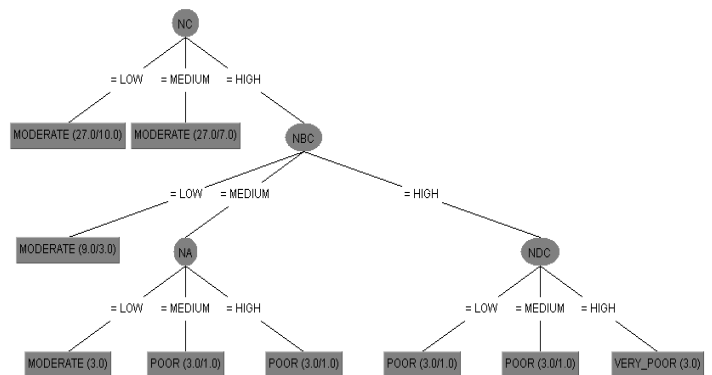 NC
= LOW = MEDIUM = HIGH
MODERATE (27.0/10.0) MODERATE (27.0/7.0) NBC
= LOW = MEDIUM = HIGH
MODERATE (9.0/3.0) NA NDC
= LOW = MEDIUM = HIGH = LOW = MEDIUM = HIGH
MODERATE (3.0) POOR (3.0/1.0) POOR (3.0/1.0) POOR (3.0/1.0) POOR (3.0/1.0) VERY_POOR (3.0)